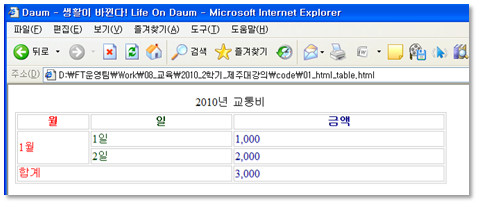 Daum - 생활이 바뀐다! Life On Daum - Microsoft Internet Explorer
파일(F) 편집(E) 보기(V) 즐겨찾기(A) 도구(T) 도움말(H)
뒤로 검색 즐겨찾기
주소(D) D:\FT운영팀\Work\08_교육\2010_2학기_제주대강의\code\01_html_table.html
2010년 교통비
월 일 금액
1월 1일 1,000
2일 2,000
합계 3,000